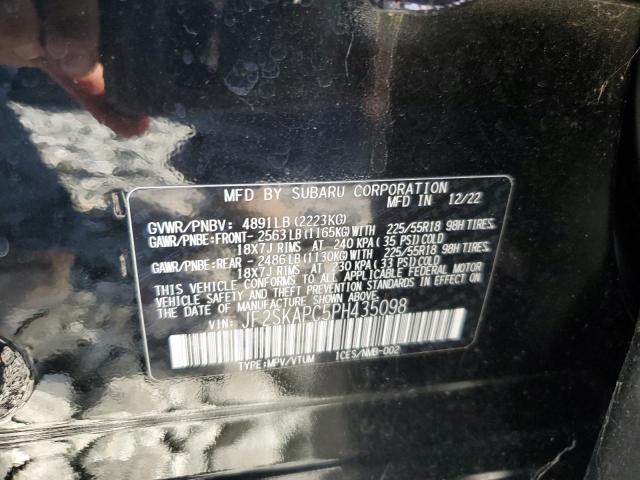 MFD BY SUBARU CORPORATION
MFD IN 12/22
GVWR/PNBV: 4891LB (2223KG)
GAWR/PNBE:FRONT- 2563LB (1165KG)WITH 225/55R18 98H TIRES,
18X7J RIMS AT 240 KPA (35 PSI)COLD
GAWR/PNBE:REAR - 2486LB (1130KG)WITH 225/55R18 98H TIRES,
18X7J RIMS AT 230 KPA (33 PSI)COLD
THIS VEHICLE CONFORMS TO ALL APPLICABLE FEDERAL MOTOR
VEHICLE SAFETY STANDARDS IN EFFECT ON
THE DATE OF MANUFACTURE SHOWN ABOVE.
VIN: JF2SKAPC5PH435098
TYPE:MPV/VTUM ICES/NMB-002